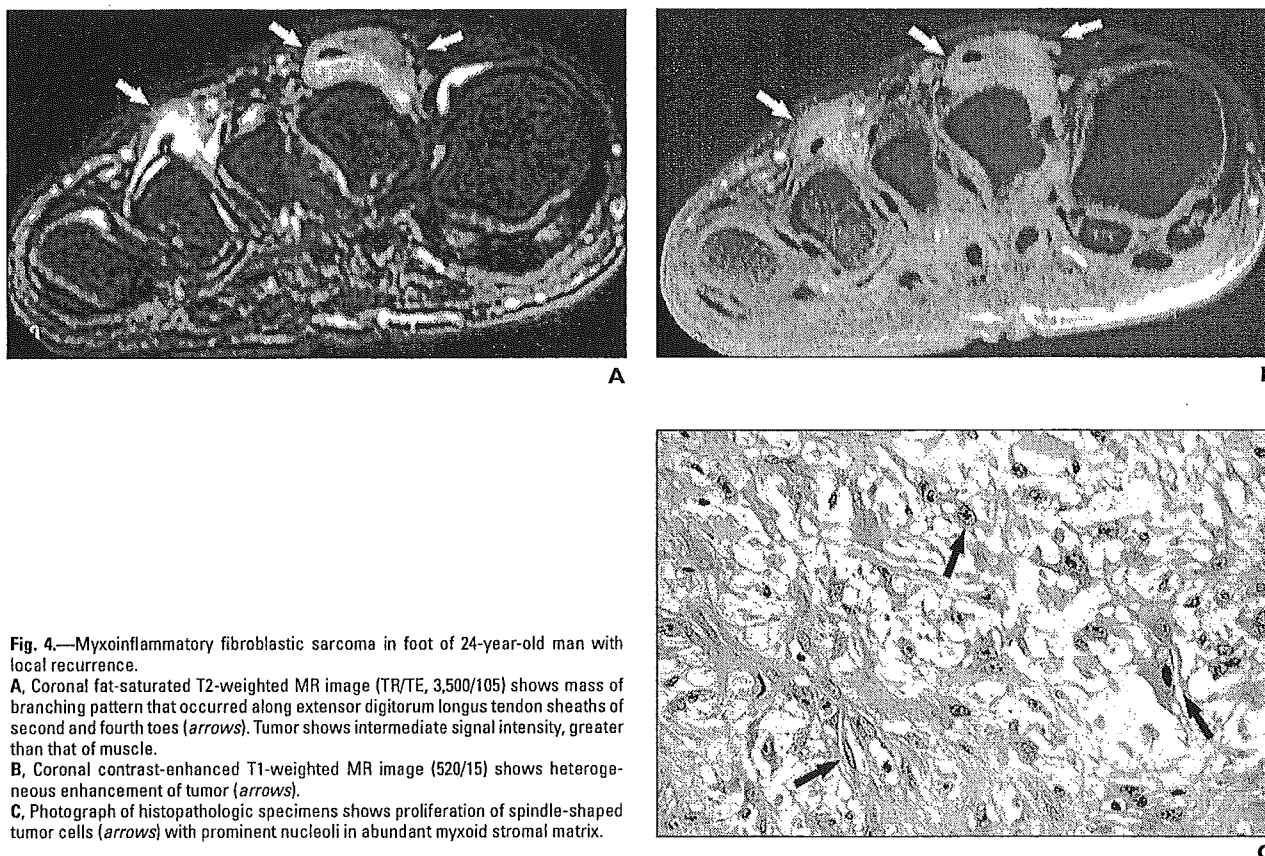 A
Fig. 4.—Myxoinflammatory fibroblastic sarcoma in foot of 24-year-old man with
local recurrence.
A, Coronal fat-saturated T2-weighted MR image (TR/TE, 3,500/105) shows mass of
branching pattern that occurred along extensor digitorum longus tendon sheaths of
second and fourth toes (arrows). Tumor shows intermediate signal intensity, greater
than that of muscle.
B, Coronal contrast-enhanced T1-weighted MR image (520/15) shows heteroge-
neous enhancement of tumor (arrows).
C, Photograph of histopathologic specimens shows proliferation of spindle-shaped
tumor cells (arrows) with prominent nucleoli in abundant myxoid stromal matrix.